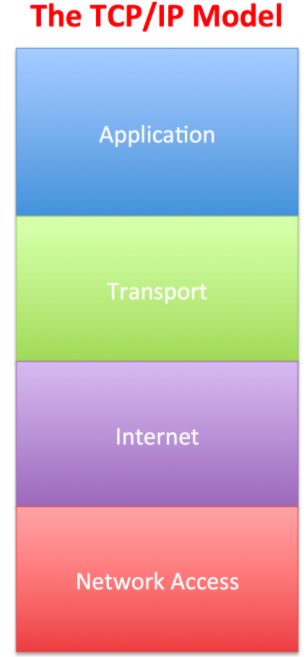 The TCP/IP Model
Application
Transport
Internet
Network Access